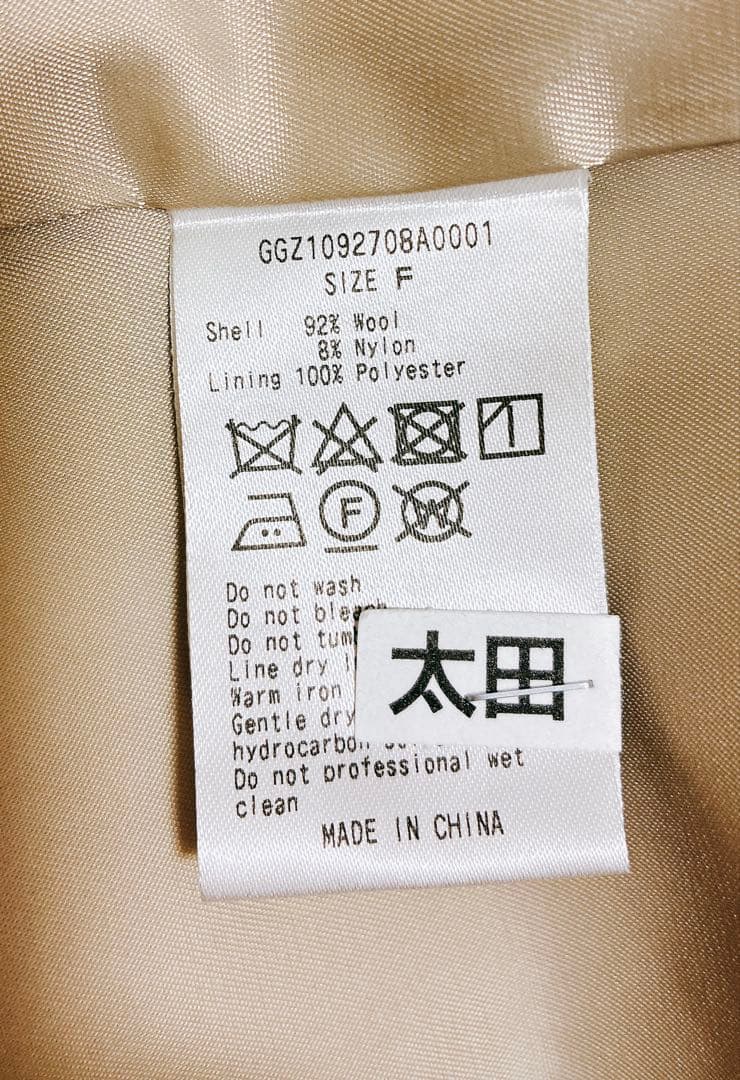 GGZ1092708A0001
SIZE F
Shell 92% Wool
8% Nylon
Lining 100% Polyester
F
W
Do not wash
Do not bleach
Do not tum
Line dry
Warm iron
Gentle dry
hydrocarbon
Do not professional wet
clean
MADE IN CHINA
太田